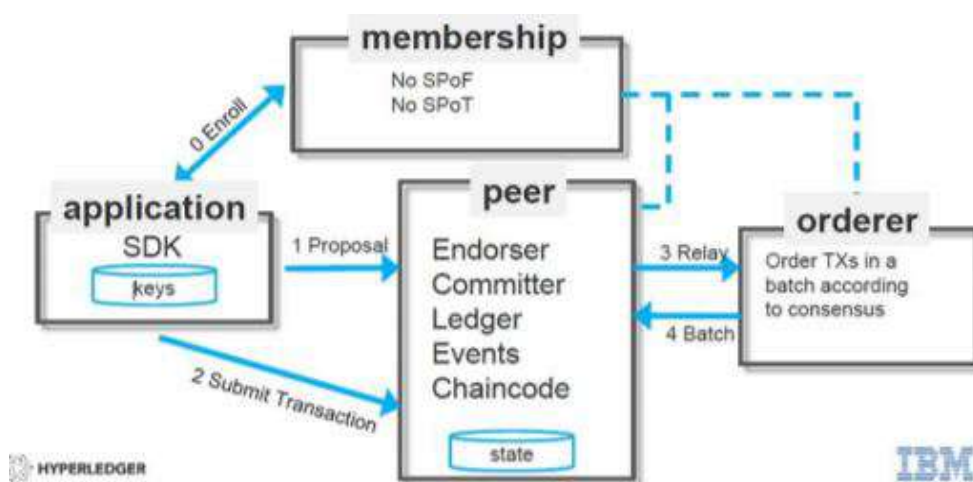 membership
No SPoF
No SPoT
0 Enroll
application
SDK
keys
1 Proposal
2 Submit Transaction
peer
Endorser
Committer
Ledger
Events
Chaincode
state
3 Relay
4 Batch
orderer
Order TXs in a
batch according
to consensus
HYPERLEDGER
IBM